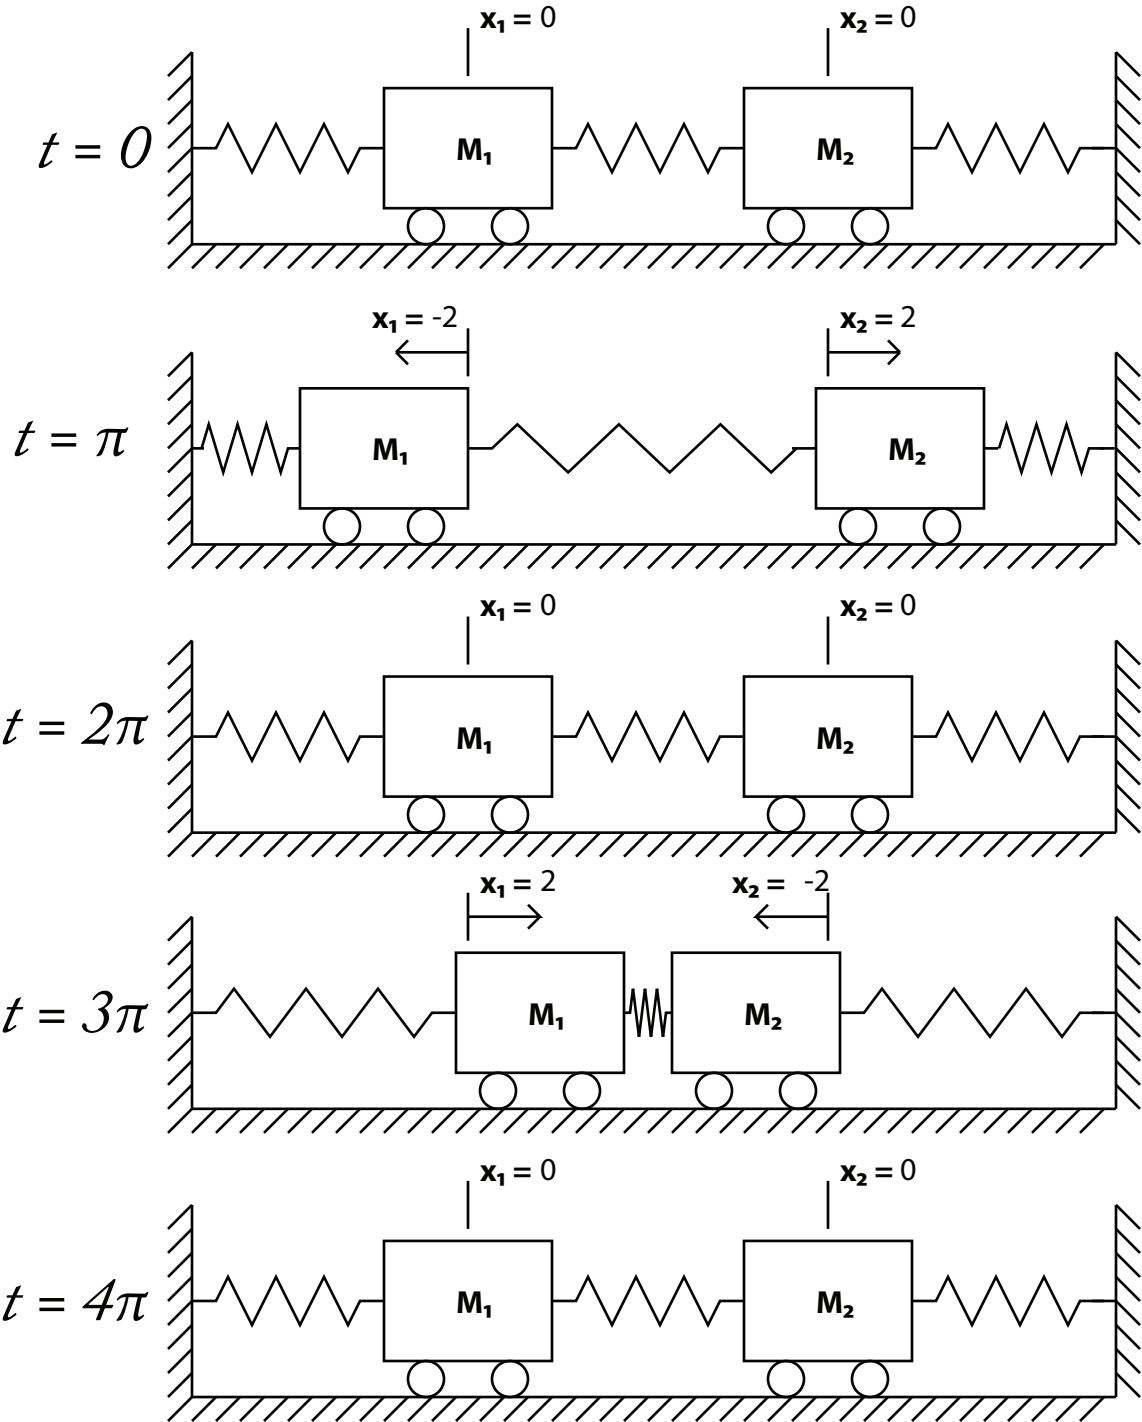 x₁ = 0 x₂ = 0
t = 0 M₁ M₂
x₁ = -2 x₂ = 2
t = π M₁ M₂
x₁ = 0 x₂ = 0
t = 2π M₁ M₂
x₁ = 2 x₂ = -2
t = 3π M₁ M₂
x₁ = 0 x₂ = 0
t = 4π M₁ M₂